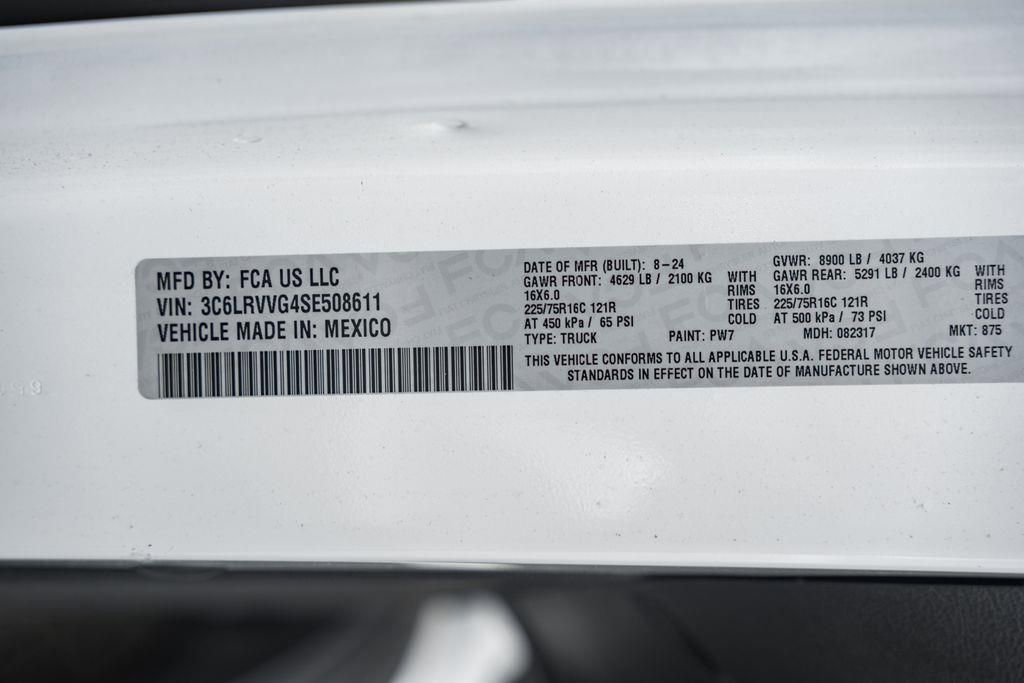 MFD BY: FCA US LLC
VIN: 3C6LRVVG4SE508611
VEHICLE MADE IN: MEXICO
DATE OF MFR (BUILT): 8-24
GAWR FRONT: 4629 LB / 2100 KG WITH
16X6.0 RIMS
225/75R16C 121R TIRES
AT 450 kPa / 65 PSI COLD
TYPE: TRUCK PAINT: PW7
GVWR: 8900 LB / 4037 KG
GAWR REAR: 5291 LB / 2400 KG WITH
16X6.0 RIMS
225/75R16C 121R TIRES
AT 500 kPa / 73 PSI COLD
MDH: 082317 MKT: 875
THIS VEHICLE CONFORMS TO ALL APPLICABLE U.S.A. FEDERAL MOTOR VEHICLE SAFETY
STANDARDS IN EFFECT ON THE DATE OF MANUFACTURE SHOWN ABOVE.